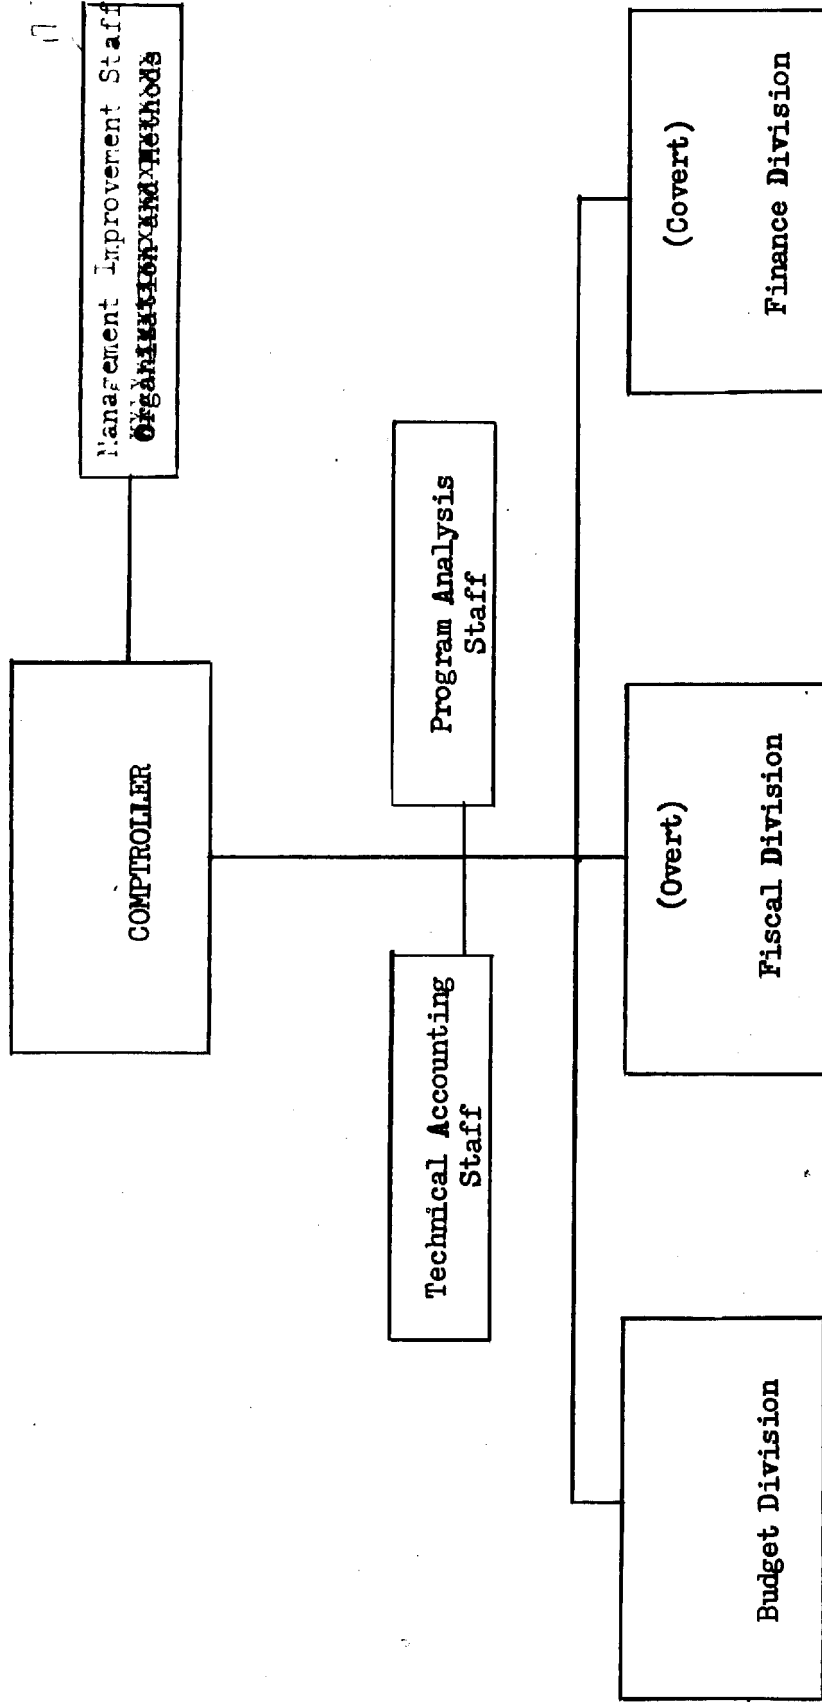 Management Improvement Staff
Organization and Methods
COMPTROLLER
Technical Accounting
Staff
Program Analysis
Staff
Budget Division
(Overt)
Fiscal Division
(Covert)
Finance Division